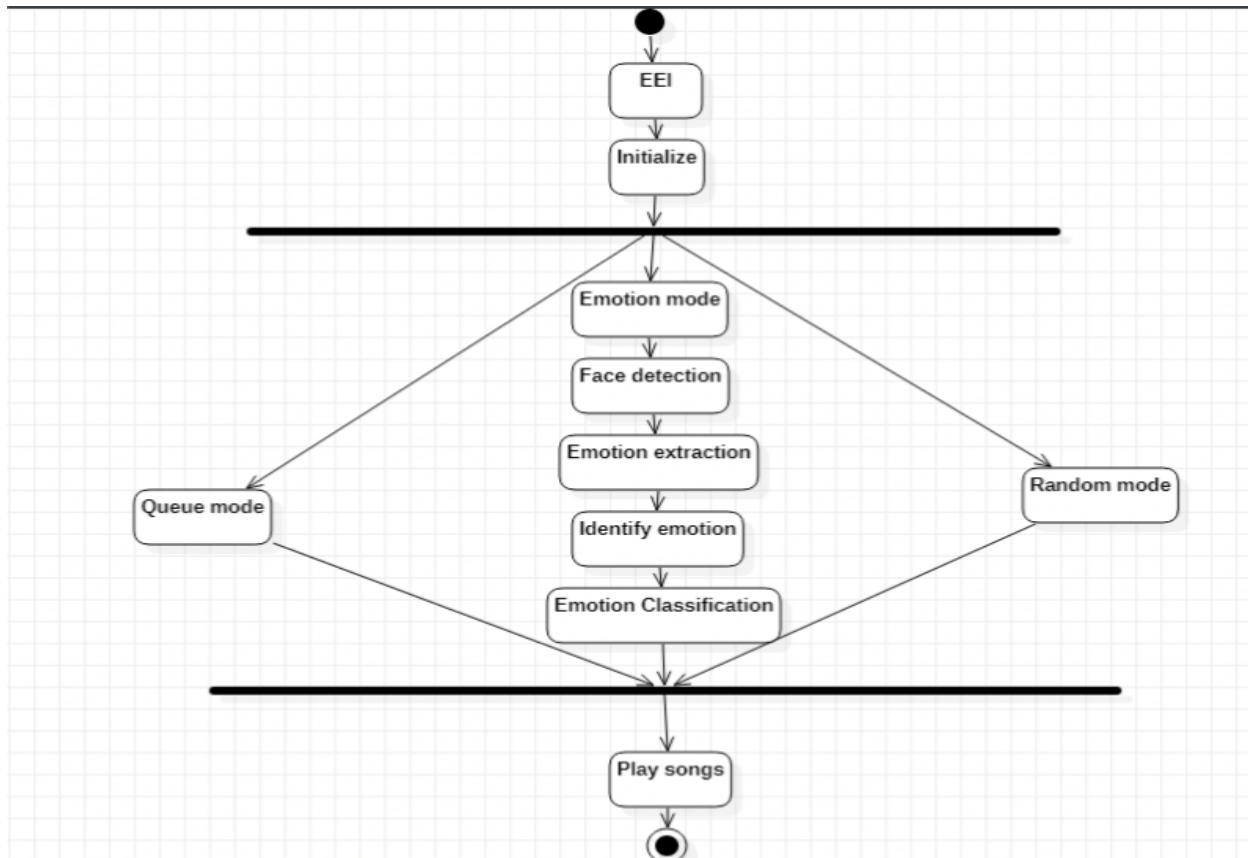 EEI
Initialize
Emotion mode
Face detection
Emotion extraction
Queue mode
Random mode
Identify emotion
Emotion Classification
Play songs